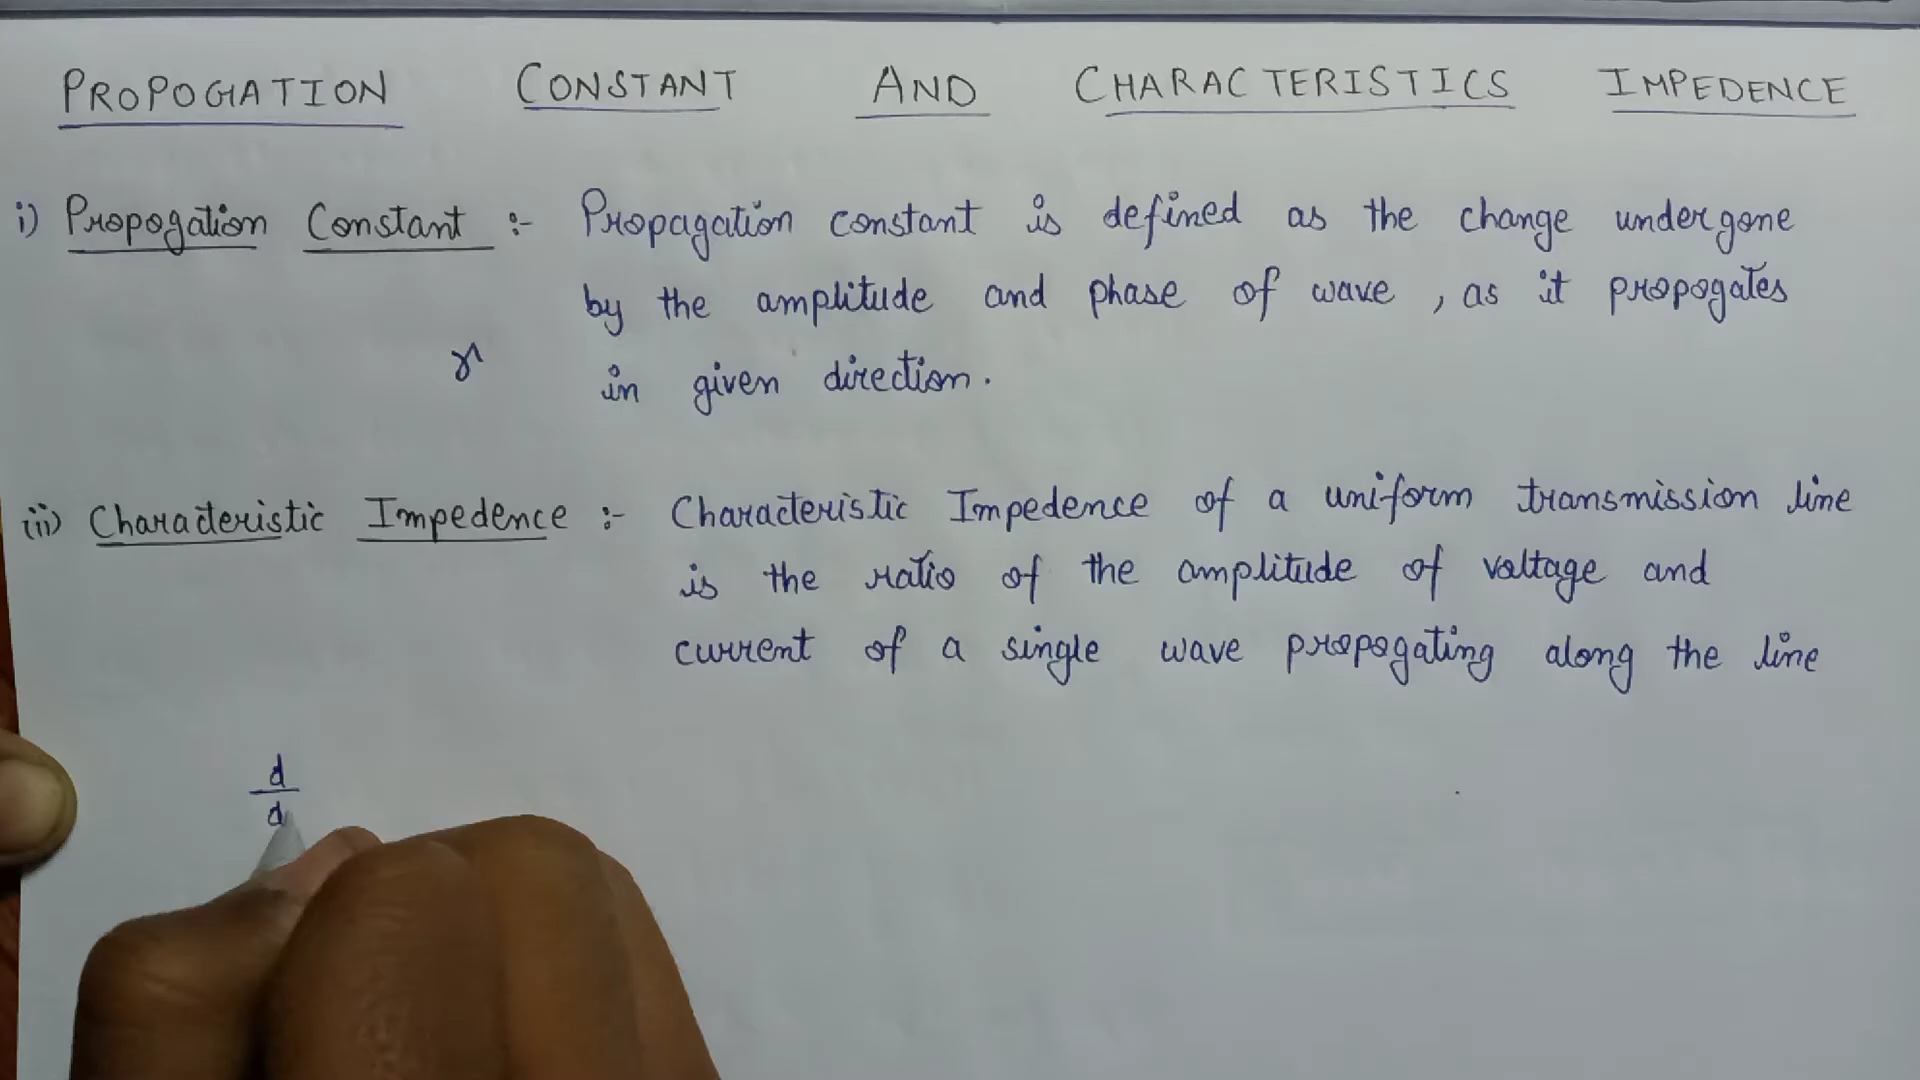 PROPOGATION CONSTANT AND CHARACTERISTICS IMPEDENCE
i) Propogation Constant :- Propagation constant is defined as the change undergone
by the amplitude and phase of wave, as it propogates
γ in given direction.
(ii) Characteristic Impedence :- Characteristic Impedence of a uniform transmission line
is the ratio of the amplitude of voltage and
current of a single wave propogating along the line
d
d